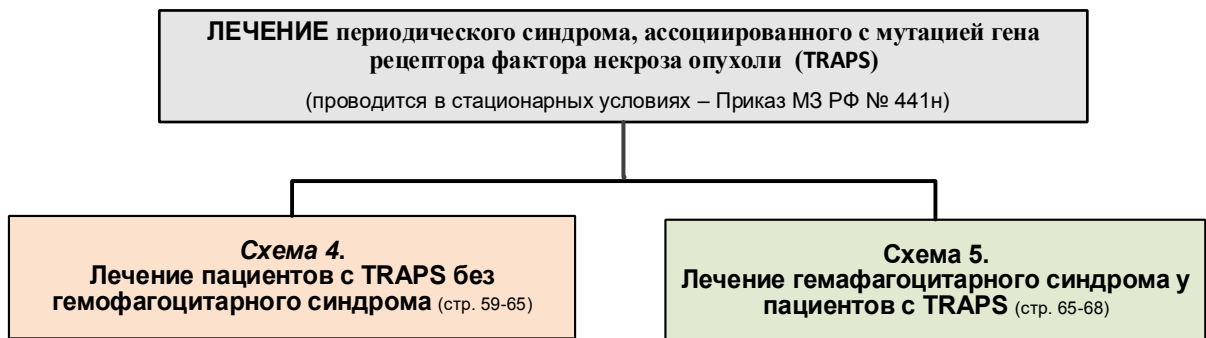 ЛЕЧЕНИЕ периодического синдрома, ассоциированного с мутацией гена
рецептора фактора некроза опухоли (TRAPS)
(проводится в стационарных условиях – Приказ МЗ РФ № 441н)
Схема 4.
Лечение пациентов с TRAPS без
гемофагоцитарного синдрома (стр. 59-65)
Схема 5.
Лечение гемафагоцитарного синдрома у
пациентов с TRAPS (стр. 65-68)